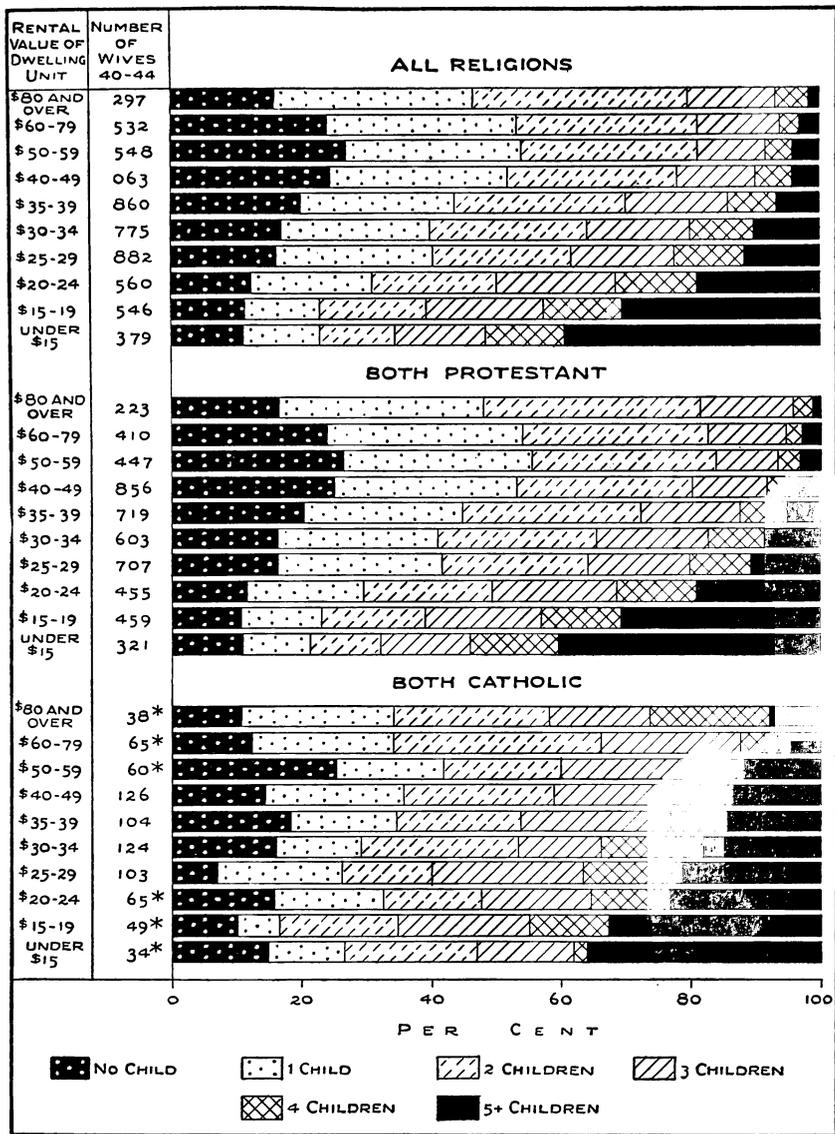 RENTAL VALUE OF DWELLING UNIT
NUMBER OF WIVES 40-44
ALL RELIGIONS
$80 AND OVER 297
$60-79 532
$50-59 548
$40-49 063
$35-39 860
$30-34 775
$25-29 882
$20-24 560
$15-19 546
UNDER $15 379
BOTH PROTESTANT
$80 AND OVER 223
$60-79 410
$50-59 447
$40-49 856
$35-39 719
$30-34 603
$25-29 707
$20-24 455
$15-19 459
UNDER $15 321
BOTH CATHOLIC
$80 AND OVER 38*
$60-79 65*
$50-59 60*
$40-49 126
$35-39 104
$30-34 124
$25-29 103
$20-24 65*
$15-19 49*
UNDER $15 34*
0 20 40 60 80 100
PER CENT
NO CHILD 1 CHILD 2 CHILDREN 3 CHILDREN
4 CHILDREN 5+ CHILDREN